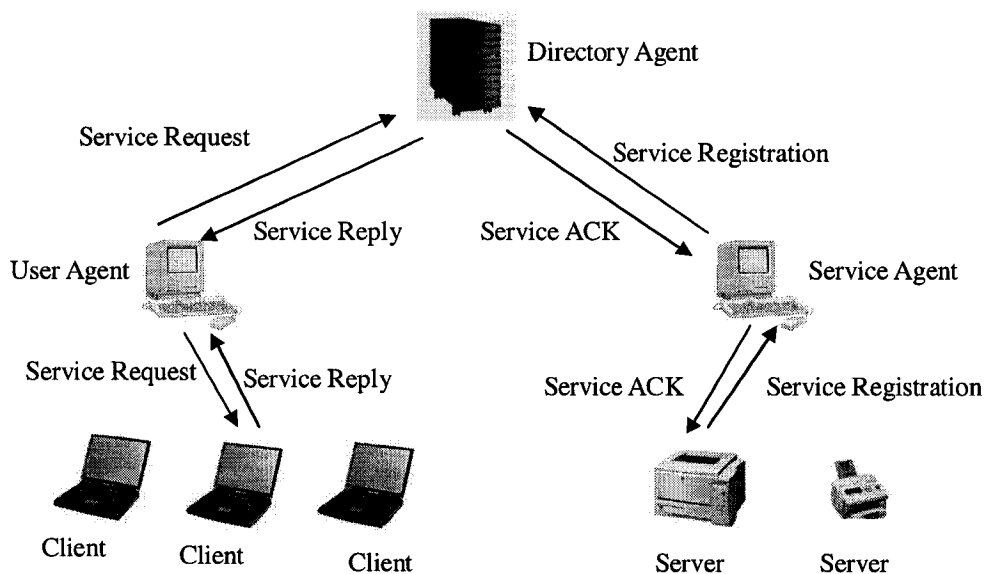 Directory Agent
Service Request
Service Registration
Service Reply
Service ACK
User Agent
Service Agent
Service Request
Service Reply
Service ACK
Service Registration
Client
Client
Client
Server
Server